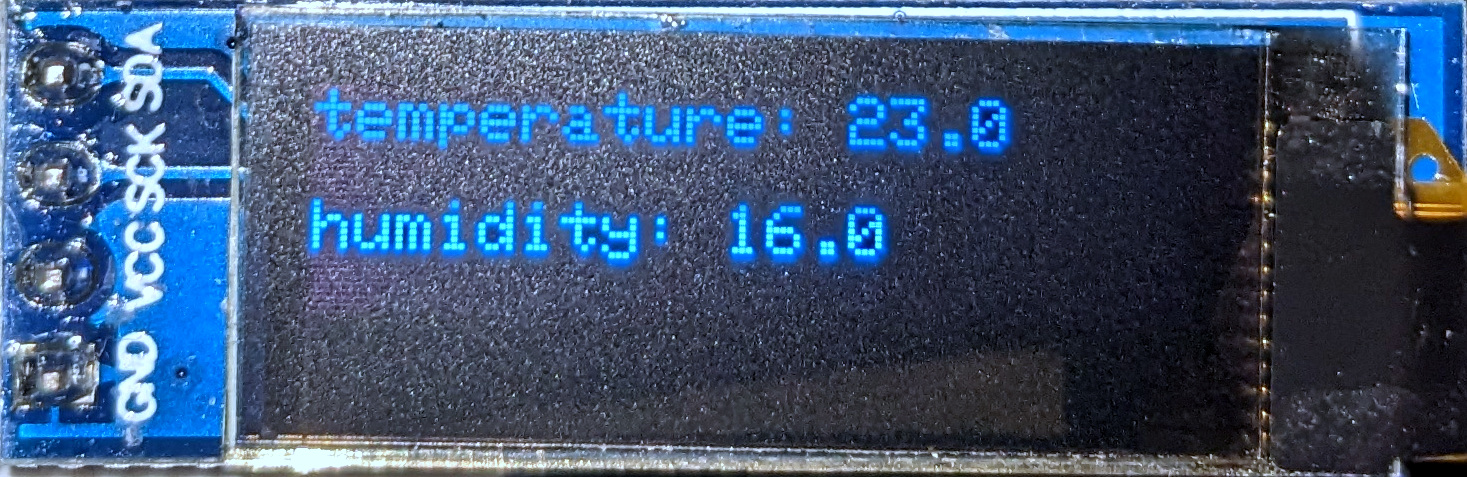 SDA
SCK
VCC
GND
temperature: 23.0
humidity: 16.0